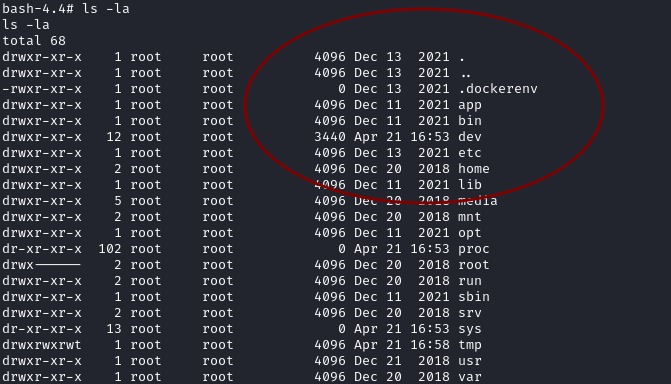 bash-4.4# ls -la
ls -la
total 68
drwxr-xr-x    1 root     root          4096 Dec 13  2021 .
drwxr-xr-x    1 root     root          4096 Dec 13  2021 ..
-rwxr-xr-x    1 root     root             0 Dec 13  2021 .dockerenv
drwxr-xr-x    1 root     root          4096 Dec 11  2021 app
drwxr-xr-x    1 root     root          4096 Dec 11  2021 bin
drwxr-xr-x   12 root     root          3440 Apr 21 16:53 dev
drwxr-xr-x    1 root     root          4096 Dec 13  2021 etc
drwxr-xr-x    2 root     root          4096 Dec 20  2018 home
drwxr-xr-x    1 root     root          4096 Dec 11  2021 lib
drwxr-xr-x    5 root     root          4096 Dec 20  2018 media
drwxr-xr-x    2 root     root          4096 Dec 20  2018 mnt
drwxr-xr-x    1 root     root          4096 Dec 11  2021 opt
dr-xr-xr-x  102 root     root             0 Apr 21 16:53 proc
drwx------    2 root     root          4096 Dec 20  2018 root
drwxr-xr-x    2 root     root          4096 Dec 20  2018 run
drwxr-xr-x    1 root     root          4096 Dec 11  2021 sbin
drwxr-xr-x    2 root     root          4096 Dec 20  2018 srv
dr-xr-xr-x   13 root     root             0 Apr 21 16:53 sys
drwxrwxrwt    1 root     root          4096 Apr 21 16:58 tmp
drwxr-xr-x    1 root     root          4096 Dec 21  2018 usr
drwxr-xr-x    1 root     root          4096 Dec 20  2018 var